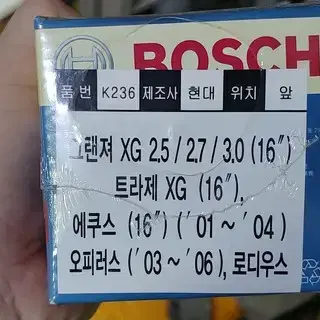 BOSCH
품 번 K236 제조사 현대 위치 앞
그랜져 XG 2.5 / 2.7 / 3.0 (16″)
트라제 XG (16″),
에쿠스 (16″) (′01 ~ ′04)
오피러스 (′03 ~ ′06), 로디우스